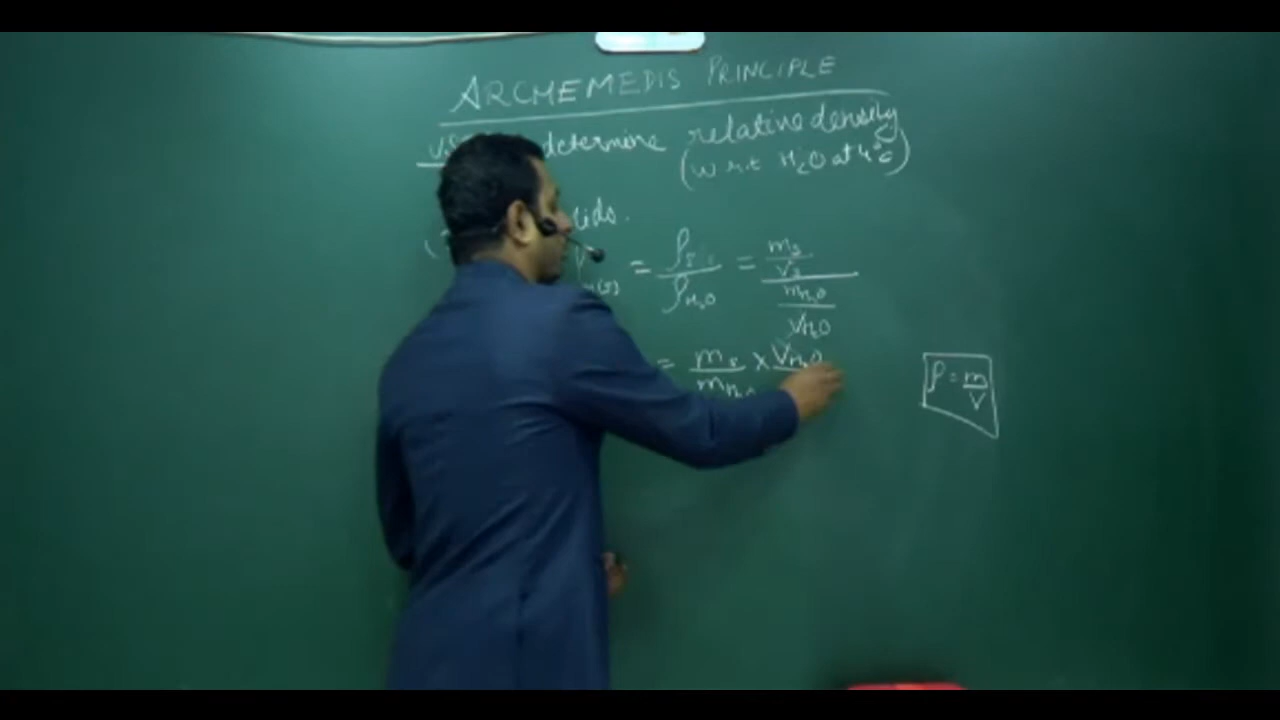 ARCHEMEDIS PRINCIPLE
determine relative density
(w r.t H₂O at 4°c)
lids.
= ρs / ρH₂O = (ms / Vs) / (mH₂O / VH₂O)
= ms / mH₂O × VH₂O
ρ = m / V